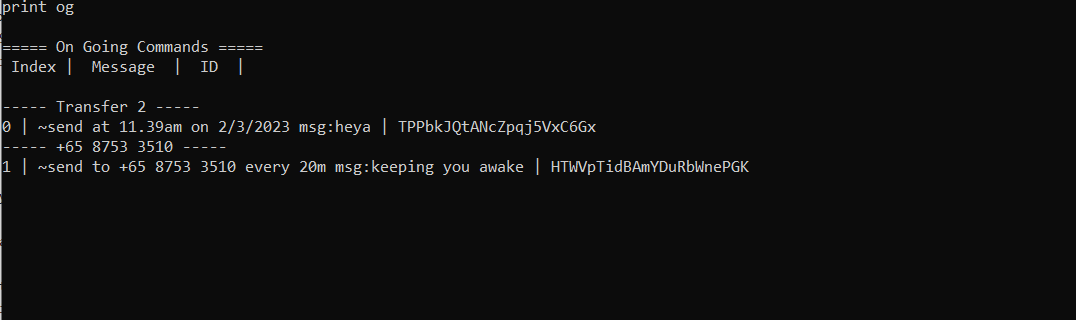 print og
===== On Going Commands =====
Index | Message | ID |
----- Transfer 2 -----
0 | ~send at 11.39am on 2/3/2023 msg:heya | TPPbkJQtANcZpqj5VxC6Gx
----- +65 8753 3510 -----
1 | ~send to +65 8753 3510 every 20m msg:keeping you awake | HTWVpTidBAmYDuRbWnePGK